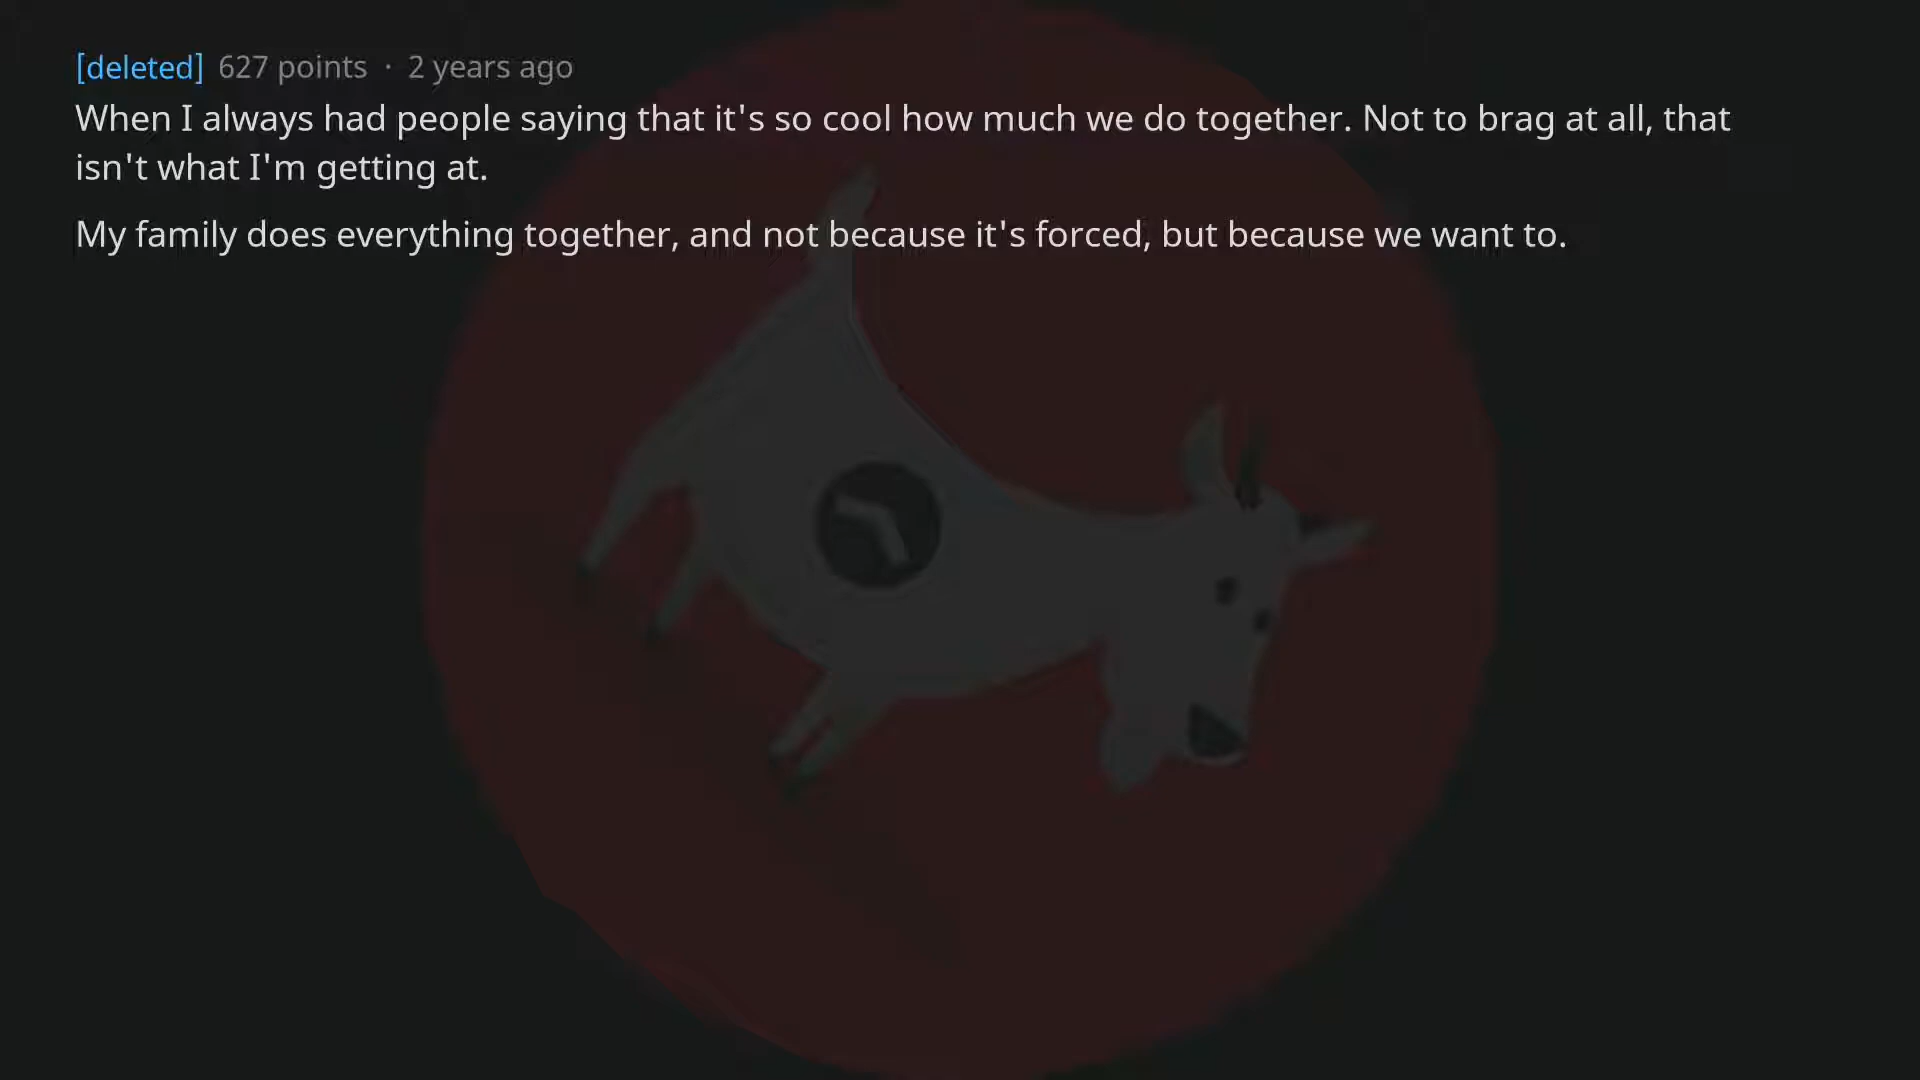 [deleted] 627 points · 2 years ago
When I always had people saying that it's so cool how much we do together. Not to brag at all, that
isn't what I'm getting at.
My family does everything together, and not because it's forced, but because we want to.